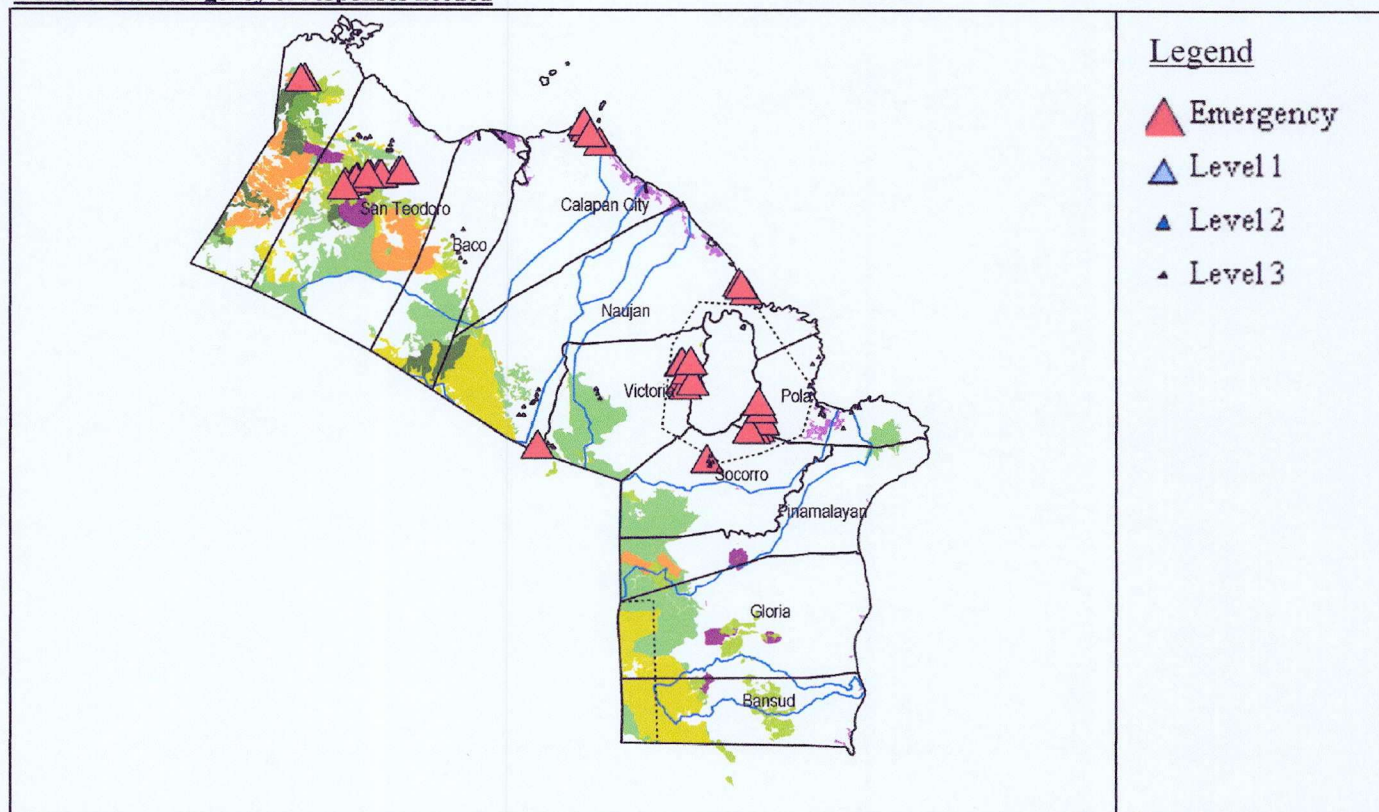 Legend
Emergency
Level 1
Level 2
Level 3
San Teodoro
Calapan City
Baco
Naujan
Victoria
Pola
Socorro
Pinamalayan
Gloria
Bansud